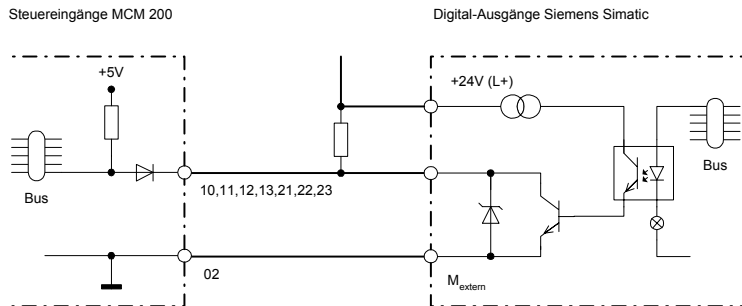 Steuereingänge MCM 200
Digital-Ausgänge Siemens Simatic
+5V
+24V (L+)
Bus
Bus
10,11,12,13,21,22,23
02
M extern